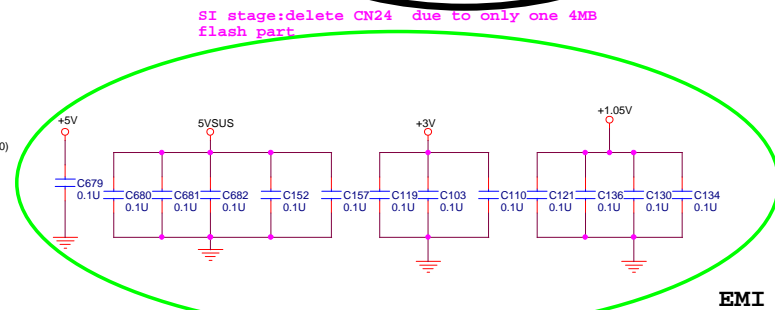 SI stage:delete CN24 due to only one 4MB
flash part
+5V
5VSUS
+3V
+1.05V
0)
C679
0.1U
C680
0.1U
C681
0.1U
C682
0.1U
C152
0.1U
C157
0.1U
C119
0.1U
C103
0.1U
C110
0.1U
C121
0.1U
C136
0.1U
C130
0.1U
C134
0.1U
EMI